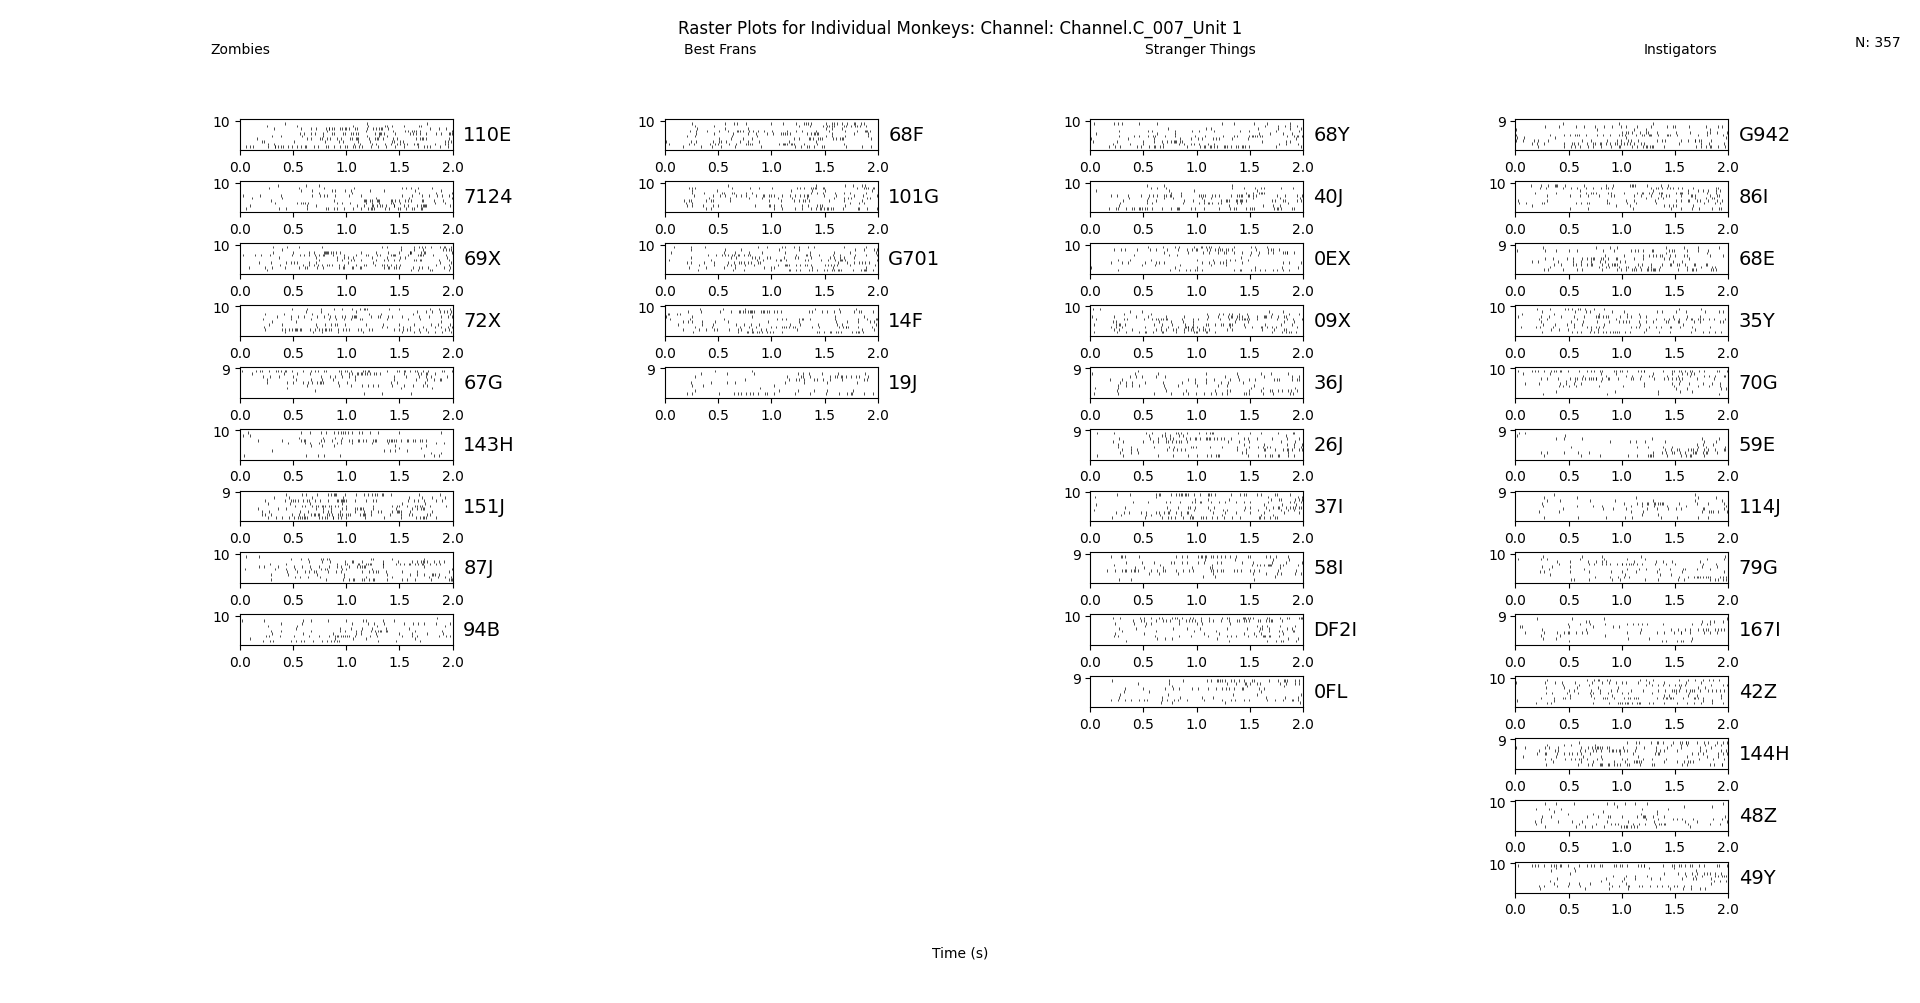 Raster Plots for Individual Monkeys: Channel: Channel.C_007_Unit 1
Zombies Best Frans Stranger Things Instigators N: 357
10 110E 10 68F 10 68Y 9 G942
0.0 0.5 1.0 1.5 2.0 0.0 0.5 1.0 1.5 2.0 0.0 0.5 1.0 1.5 2.0 0.0 0.5 1.0 1.5 2.0
10 7124 10 101G 10 40J 10 86I
0.0 0.5 1.0 1.5 2.0 0.0 0.5 1.0 1.5 2.0 0.0 0.5 1.0 1.5 2.0 0.0 0.5 1.0 1.5 2.0
10 69X 10 G701 10 0EX 9 68E
0.0 0.5 1.0 1.5 2.0 0.0 0.5 1.0 1.5 2.0 0.0 0.5 1.0 1.5 2.0 0.0 0.5 1.0 1.5 2.0
10 72X 10 14F 10 09X 10 35Y
0.0 0.5 1.0 1.5 2.0 0.0 0.5 1.0 1.5 2.0 0.0 0.5 1.0 1.5 2.0 0.0 0.5 1.0 1.5 2.0
9 67G 9 19J 9 36J 10 70G
0.0 0.5 1.0 1.5 2.0 0.0 0.5 1.0 1.5 2.0 0.0 0.5 1.0 1.5 2.0 0.0 0.5 1.0 1.5 2.0
10 143H 9 26J 9 59E
0.0 0.5 1.0 1.5 2.0 0.0 0.5 1.0 1.5 2.0 0.0 0.5 1.0 1.5 2.0
9 151J 10 37I 9 114J
0.0 0.5 1.0 1.5 2.0 0.0 0.5 1.0 1.5 2.0 0.0 0.5 1.0 1.5 2.0
10 87J 9 58I 10 79G
0.0 0.5 1.0 1.5 2.0 0.0 0.5 1.0 1.5 2.0 0.0 0.5 1.0 1.5 2.0
10 94B 10 DF2I 9 167I
0.0 0.5 1.0 1.5 2.0 0.0 0.5 1.0 1.5 2.0 0.0 0.5 1.0 1.5 2.0
9 0FL 10 42Z
0.0 0.5 1.0 1.5 2.0 0.0 0.5 1.0 1.5 2.0
9 144H
0.0 0.5 1.0 1.5 2.0
10 48Z
0.0 0.5 1.0 1.5 2.0
10 49Y
0.0 0.5 1.0 1.5 2.0
Time (s)